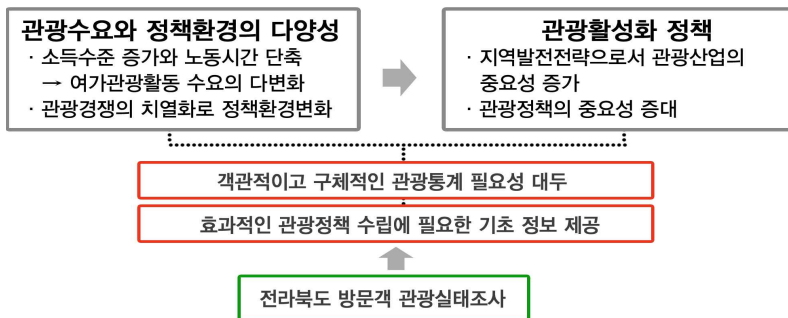 관광수요와 정책환경의 다양성
· 소득수준 증가와 노동시간 단축
→ 여가관광활동 수요의 다변화
· 관광경쟁의 치열화로 정책환경변화
관광활성화 정책
· 지역발전전략으로서 관광산업의
중요성 증가
· 관광정책의 중요성 증대
객관적이고 구체적인 관광통계 필요성 대두
효과적인 관광정책 수립에 필요한 기초 정보 제공
전라북도 방문객 관광실태조사